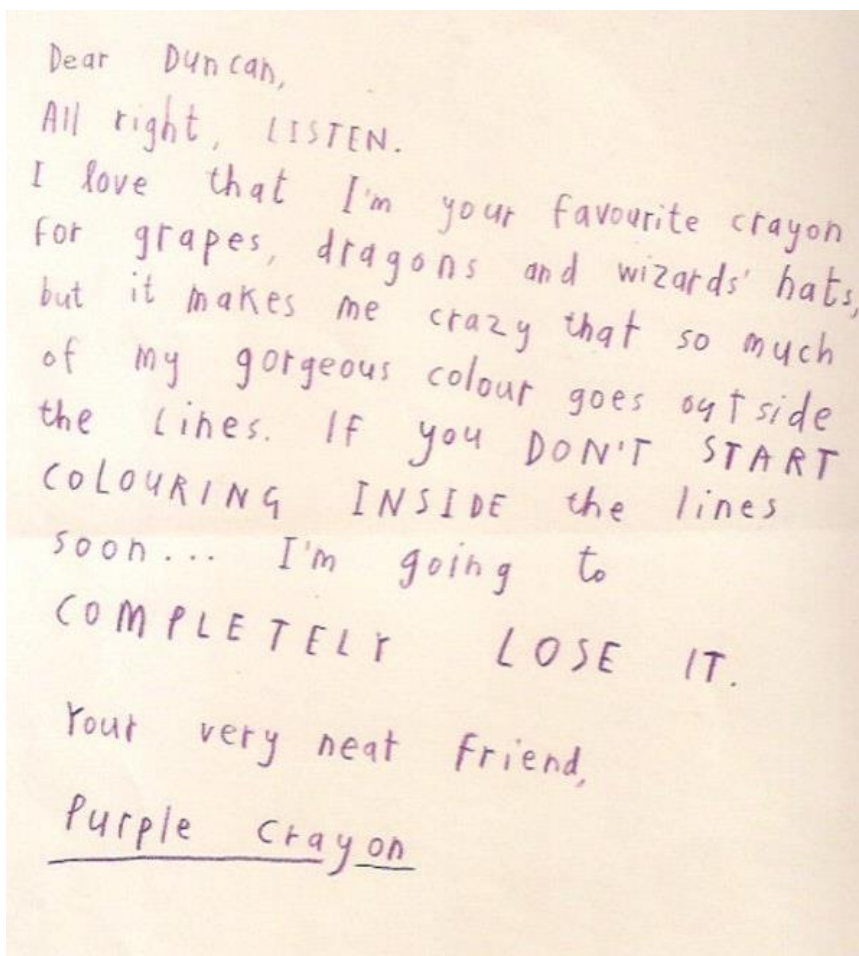 Dear Duncan,
All right, LISTEN.
I love that I'm your favourite crayon
for grapes, dragons and wizards' hats,
but it makes me crazy that so much
of my gorgeous colour goes outside
the lines. If you DON'T START
COLOURING INSIDE the lines
soon... I'm going to
COMPLETELY LOSE IT.
Your very neat friend,
Purple Crayon